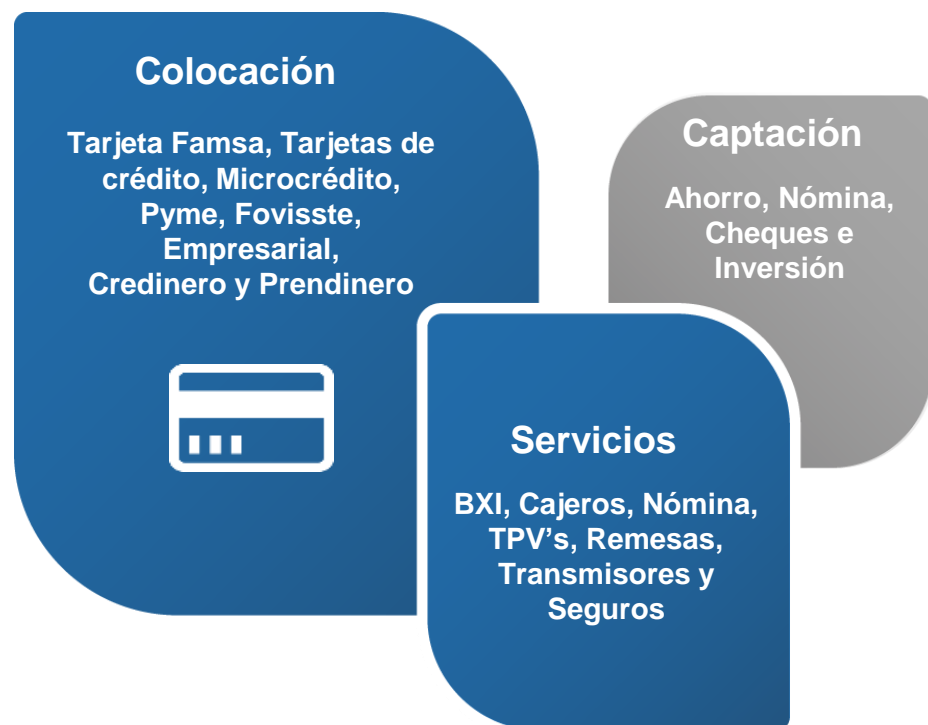 Colocación
Tarjeta Famsa, Tarjetas de
crédito, Microcrédito,
Pyme, Fovisste,
Empresarial,
Credinero y Prendinero
Captación
Ahorro, Nómina,
Cheques e
Inversión
Servicios
BXI, Cajeros, Nómina,
TPV’s, Remesas,
Transmisores y
Seguros